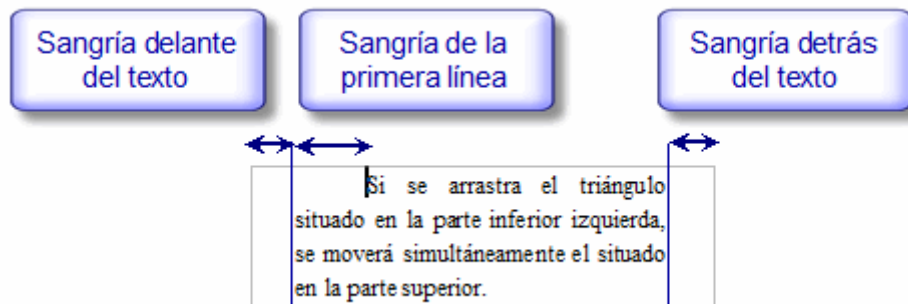 Sangría delante
del texto
Sangría de la
primera línea
Sangría detrás
del texto
Si se arrastra el triángulo
situado en la parte inferior izquierda,
se moverá simultáneamente el situado
en la parte superior.